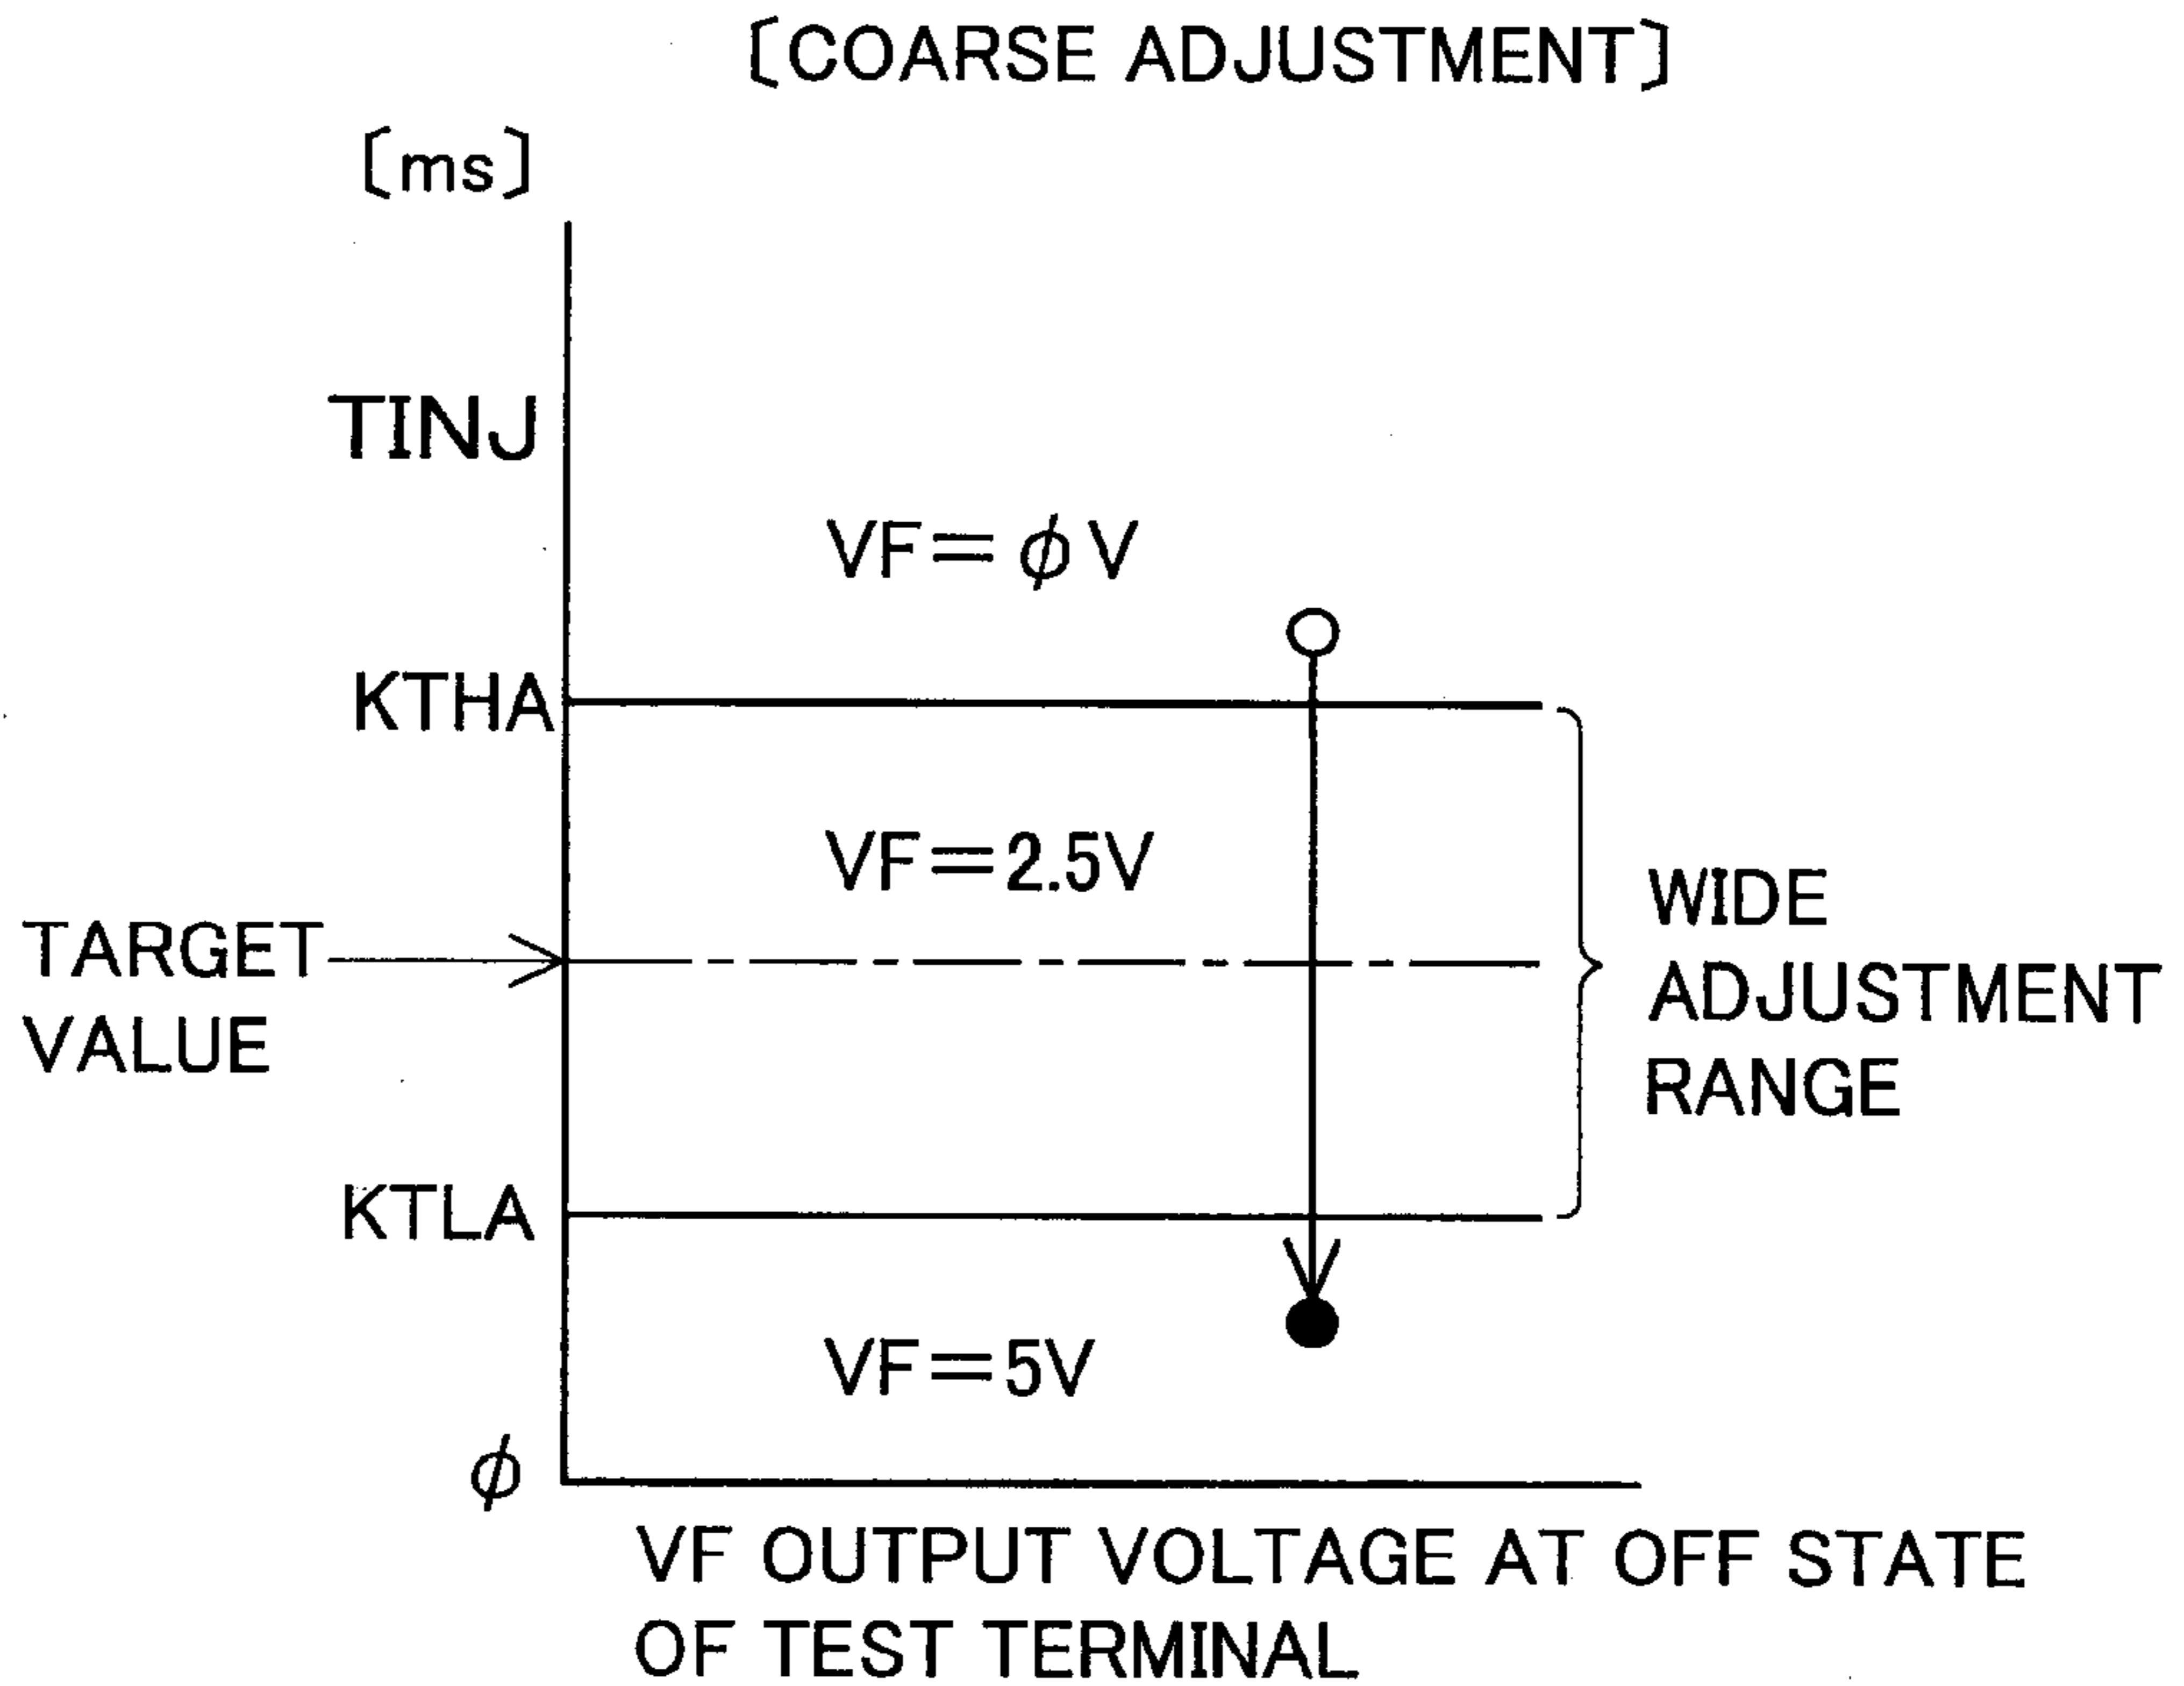 〔COARSE ADJUSTMENT〕
〔ms〕
TINJ
VF=ϕV
KTHA
VF=2.5V
TARGET
VALUE
WIDE
ADJUSTMENT
RANGE
KTLA
VF=5V
ϕ
VF OUTPUT VOLTAGE AT OFF STATE
OF TEST TERMINAL